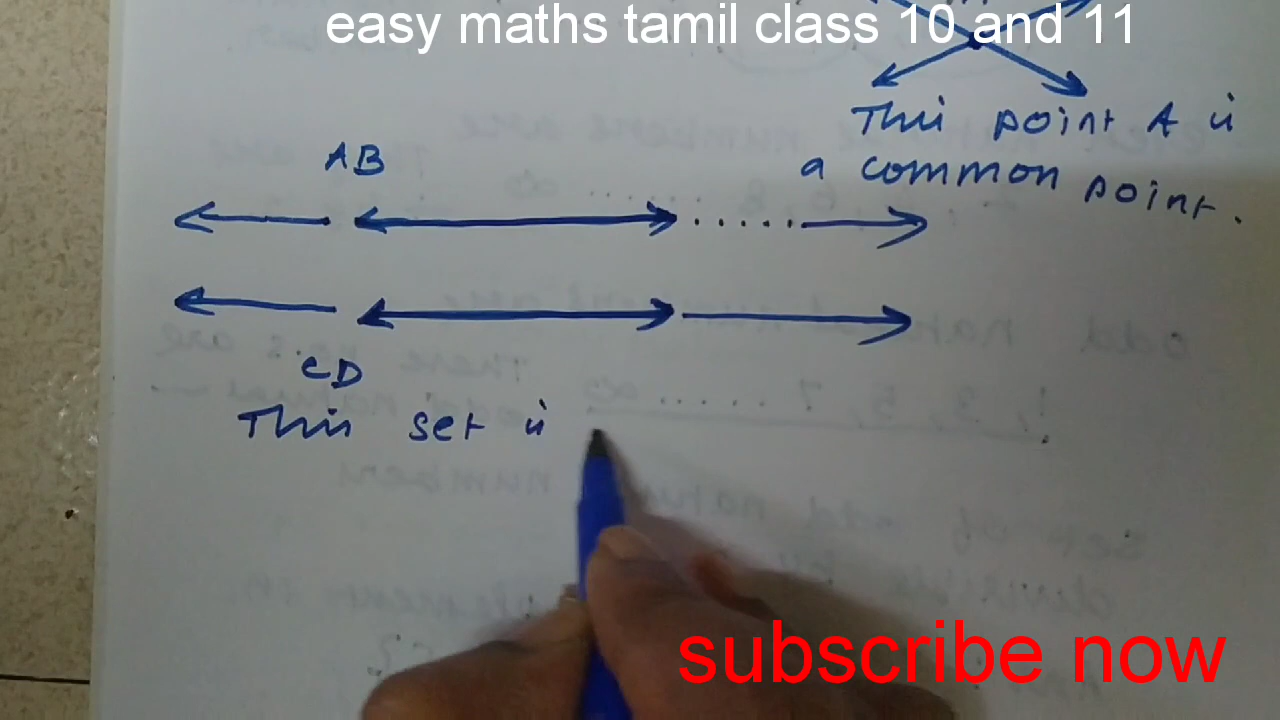 easy maths tamil class 10 and 11
This point A is
a common point.
AB
CD
This set is
subscribe now